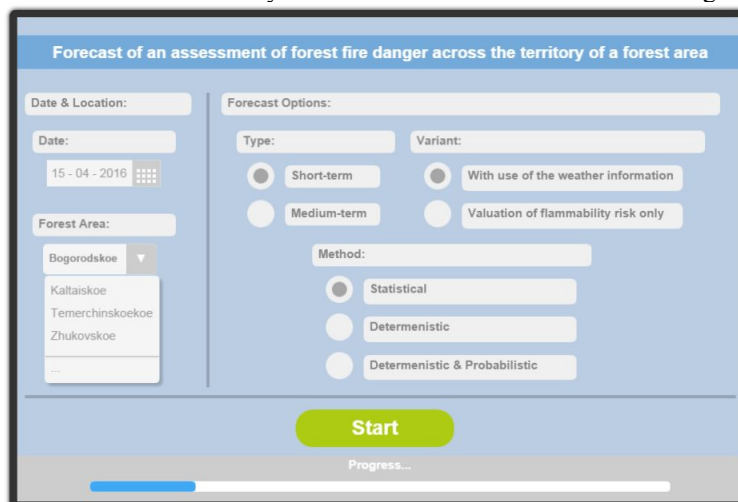 Forecast of an assessment of forest fire danger across the territory of a forest area
Date & Location:
Date:
15 - 04 - 2016
Forest Area:
Bogorodskoe
Kaltaiskoe
Temerchinskoekoe
Zhukovskoe
...
Forecast Options:
Type:
Short-term
Medium-term
Variant:
With use of the weather information
Valuation of flammability risk only
Method:
Statistical
Determenistic
Determenistic & Probabilistic
Start
Progress...